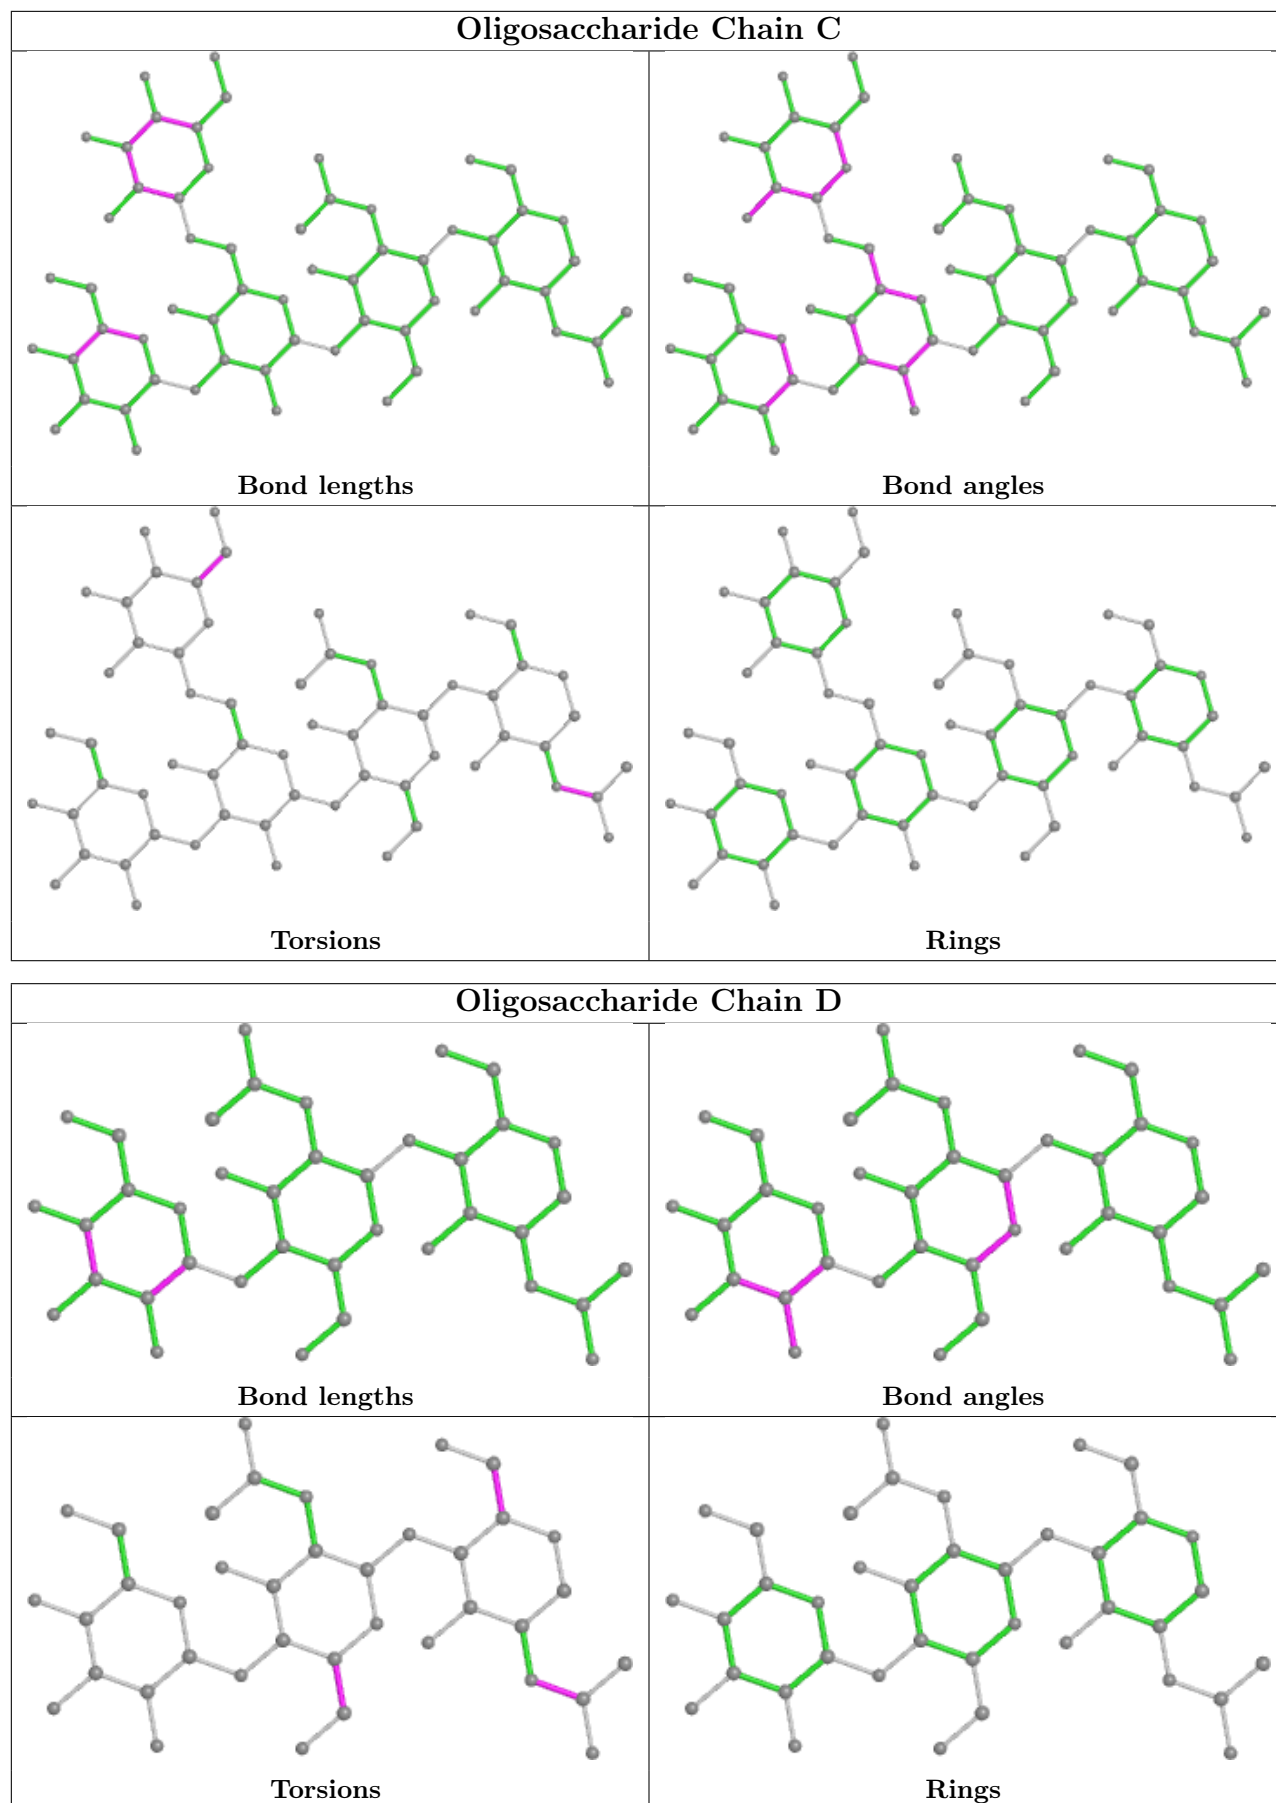 Oligosaccharide Chain C
Bond lengths
Bond angles
Torsions
Rings
Oligosaccharide Chain D
Bond lengths
Bond angles
Torsions
Rings